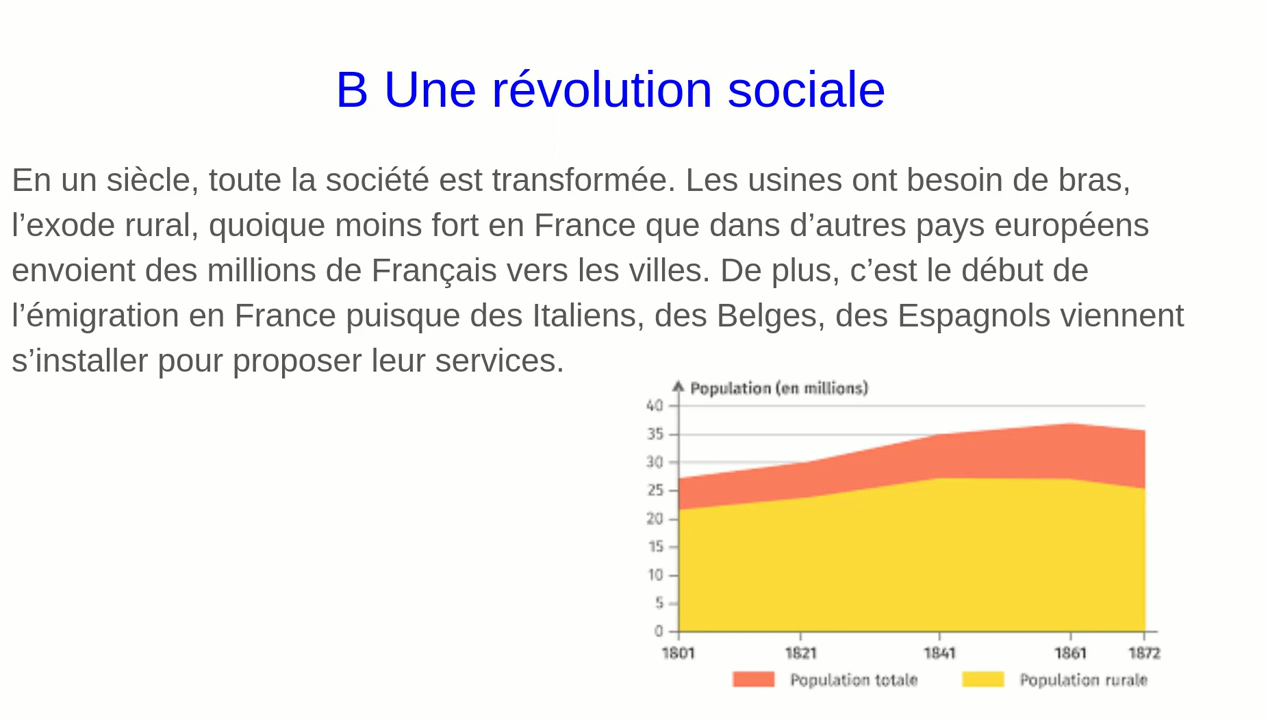 B Une révolution sociale
En un siècle, toute la société est transformée. Les usines ont besoin de bras,
l’exode rural, quoique moins fort en France que dans d’autres pays européens
envoient des millions de Français vers les villes. De plus, c’est le début de
l’émigration en France puisque des Italiens, des Belges, des Espagnols viennent
s’installer pour proposer leur services.
Population (en millions)
40
35
30
25
20
15
10
5
0
1801 1821 1841 1861 1872
Population totale Population rurale